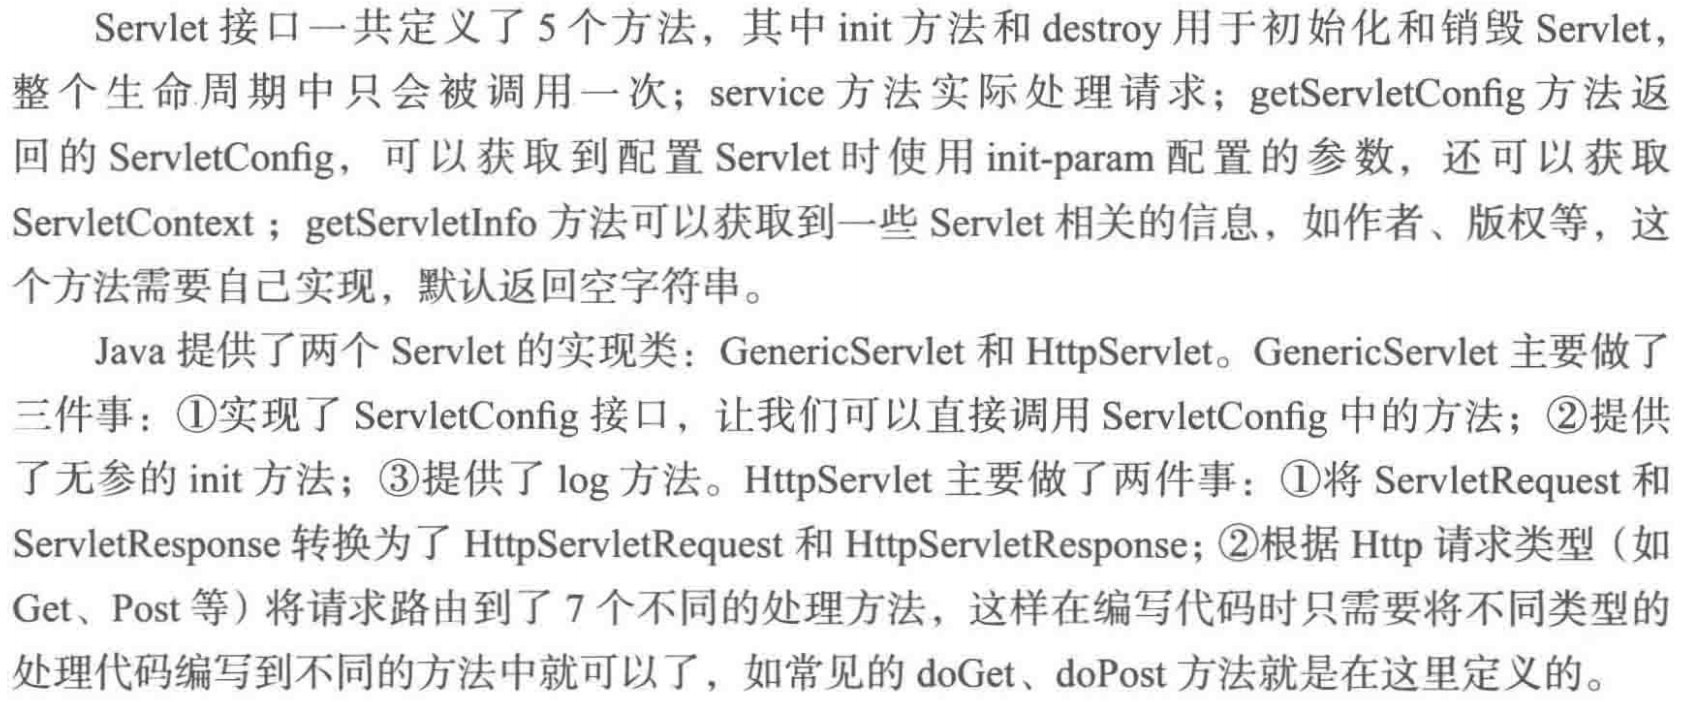 Servlet 接口一共定义了 5 个方法，其中 init 方法和 destroy 用于初始化和销毁 Servlet，
整个生命周期中只会被调用一次；service 方法实际处理请求；getServletConfig 方法返
回的 ServletConfig，可以获取到配置 Servlet 时使用 init-param 配置的参数，还可以获取
ServletContext；getServletInfo 方法可以获取到一些 Servlet 相关的信息，如作者、版权等，这
个方法需要自己实现，默认返回空字符串。
Java 提供了两个 Servlet 的实现类：GenericServlet 和 HttpServlet。GenericServlet 主要做了
三件事：①实现了 ServletConfig 接口，让我们可以直接调用 ServletConfig 中的方法；②提供
了无参的 init 方法；③提供了 log 方法。HttpServlet 主要做了两件事：①将 ServletRequest 和
ServletResponse 转换为了 HttpServletRequest 和 HttpServletResponse；②根据 Http 请求类型（如
Get、Post 等）将请求路由到了 7 个不同的处理方法，这样在编写代码时只需要将不同类型的
处理代码编写到不同的方法中就可以了，如常见的 doGet、doPost 方法就是在这里定义的。